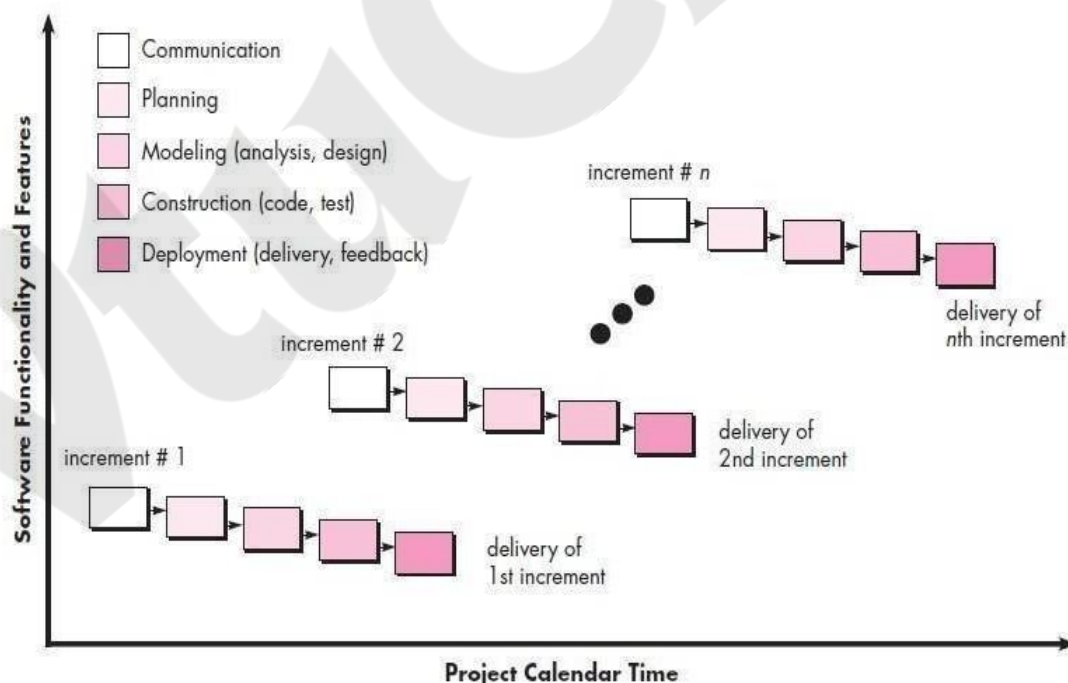 Communication
Planning
Modeling (analysis, design)
Construction (code, test)
Deployment (delivery, feedback)
increment # n
delivery of
nth increment
increment # 2
delivery of
2nd increment
increment # 1
delivery of
1st increment
Software Functionality and Features
Project Calendar Time